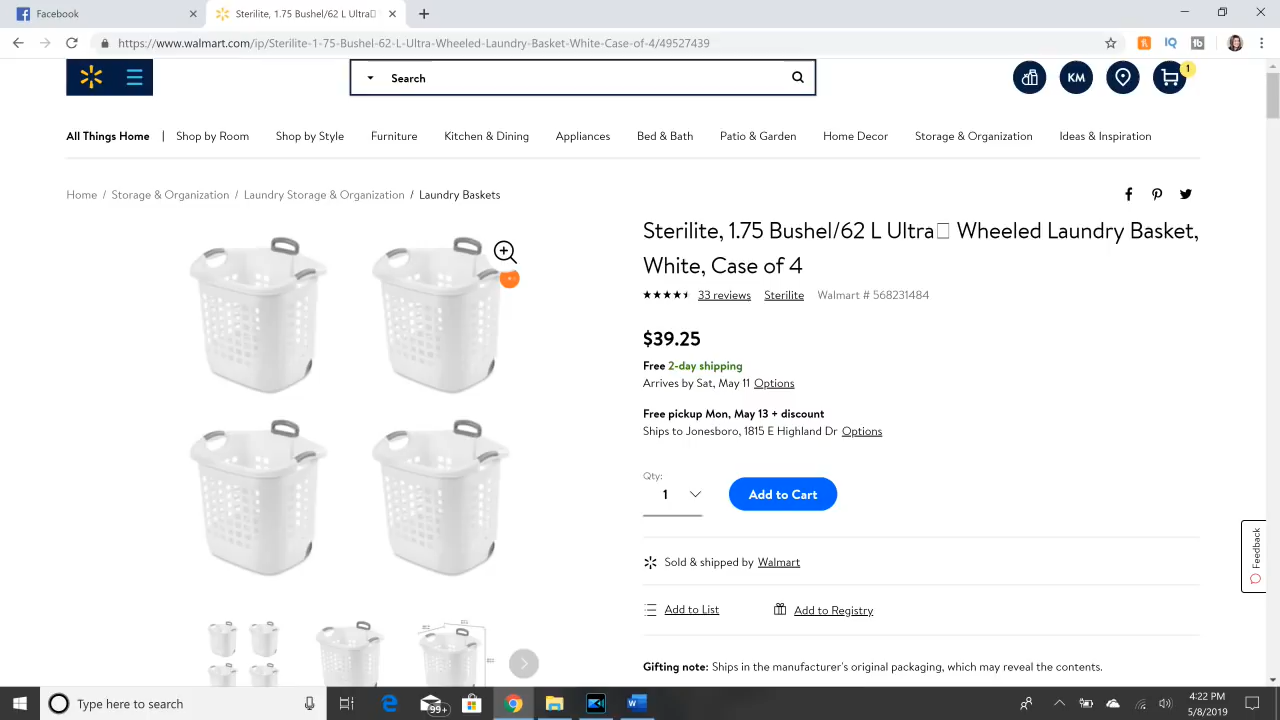 Facebook
Sterilite, 1.75 Bushel/62 L Ultra□
https://www.walmart.com/ip/Sterilite-1-75-Bushel-62-L-Ultra-Wheeled-Laundry-Basket-White-Case-of-4/49527439
Search
KM
1
All Things Home | Shop by Room Shop by Style Furniture Kitchen & Dining Appliances Bed & Bath Patio & Garden Home Decor Storage & Organization Ideas & Inspiration
Home / Storage & Organization / Laundry Storage & Organization / Laundry Baskets
Sterilite, 1.75 Bushel/62 L Ultra□ Wheeled Laundry Basket,
White, Case of 4
33 reviews Sterilite Walmart # 568231484
$39.25
Free 2-day shipping
Arrives by Sat, May 11 Options
Free pickup Mon, May 13 + discount
Ships to Jonesboro, 1815 E Highland Dr Options
Qty:
1 Add to Cart
Feedback
Sold & shipped by Walmart
Add to List Add to Registry
Gifting note: Ships in the manufacturer's original packaging, which may reveal the contents.
Type here to search
99+
4:22 PM
5/8/2019